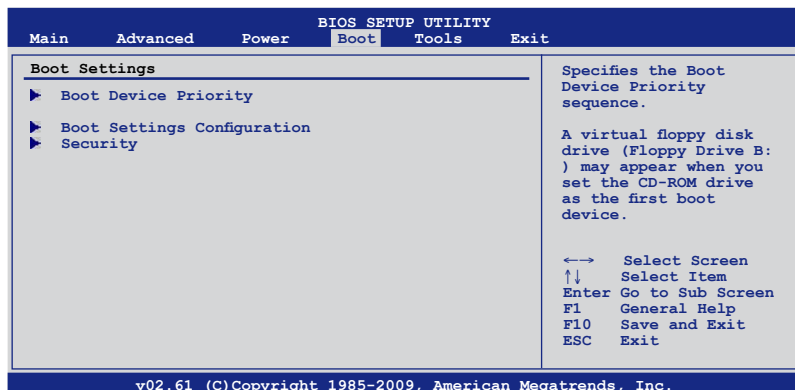 BIOS SETUP UTILITY
Main Advanced Power Boot Tools Exit
Boot Settings
Boot Device Priority
Boot Settings Configuration
Security
Specifies the Boot
Device Priority
sequence.
A virtual floppy disk
drive (Floppy Drive B:
) may appear when you
set the CD-ROM drive
as the first boot
device.
←→ Select Screen
↑↓ Select Item
Enter Go to Sub Screen
F1 General Help
F10 Save and Exit
ESC Exit
v02.61 (C)Copyright 1985-2009, American Megatrends, Inc.